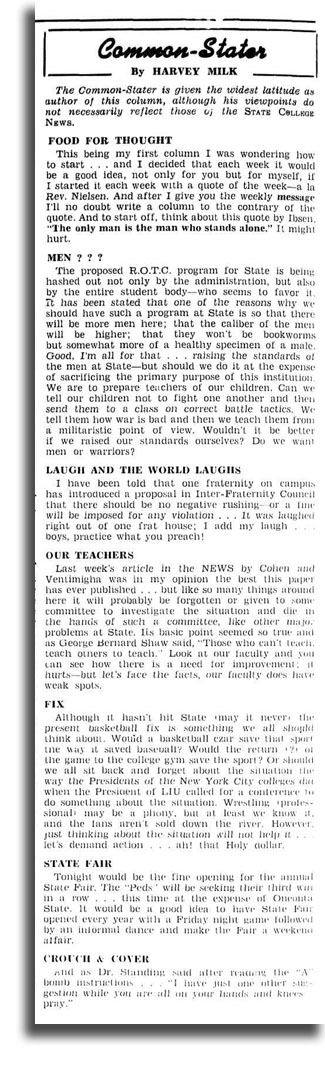 Common-Stater
By HARVEY MILK
The Common-Stater is given the widest latitude as
author of this column, although his viewpoints do
not necessarily reflect those of the STATE COLLEGE
NEWS.
FOOD FOR THOUGHT
This being my first column I was wondering how
to start . . . and I decided that each week it would
be a good idea, not only for you but for myself, if
I started it each week with a quote of the week—a la
Rev. Nielsen. And after I give you the weekly message
I'll no doubt write a column to the contrary of the
quote. And to start off, think about this quote by Ibsen,
"The only man is the man who stands alone." It might
hurt.
MEN ? ? ?
The proposed R.O.T.C. program for State is being
hashed out not only by the administration, but also
by the entire student body—who seems to favor it.
It has been stated that one of the reasons why we
should have such a program at State is so that there
will be more men here; that the caliber of the men
will be higher; that they won't be bookworms
but somewhat more of a healthy specimen of a male.
Good, I'm all for that . . . raising the standards of
the men at State—but should we do it at the expense
of sacrificing the primary purpose of this institution.
We are to prepare teachers of our children. Can we
tell our children not to fight one another and then
send them to a class on correct battle tactics. We
tell them how war is bad and then we teach them from
a militaristic point of view. Wouldn't it be better
if we raised our standards ourselves? Do we want
men or warriors?
LAUGH AND THE WORLD LAUGHS
I have been told that one fraternity on campus
has introduced a proposal in Inter-Fraternity Council
that there should be no negative rushing—or a fine
will be imposed for any violation . . . It was laughed
right out of one frat house; I add my laugh . . .
boys, practice what you preach!
OUR TEACHERS
Last week's article in the NEWS by Cohen and
Ventimiglia was in my opinion the best this paper
has ever published . . . but like so many things around
here it will probably be forgotten or given to some
committee to investigate the situation and die in
the hands of such a committee, like other major
problems at State. Its basic point seemed so true and
as George Bernard Shaw said, "Those who can't teach,
teach others to teach." Look at our faculty and you
can see how there is a need for improvement; it
hurts—but let's face the facts, our faculty does have
weak spots.
FIX
Although it hasn't hit State (may it never) the
present basketball fix is something we all should
think about. Would a basketball czar save that sport
the way it saved baseball? Would the return (?) of
the game to the college gym save the sport? Or should
we all sit back and forget about the situation the
way the Presidents of the New York City colleges did
when the President of LIU called for a conference to
do something about the situation. Wrestling (profes-
sional) may be a phony, but at least we know it,
and the fans aren't sold down the river. However,
just thinking about the situation will not help it . . .
let's demand action . . . ah! that Holy dollar.
STATE FAIR
Tonight would be the fine opening for the annual
State Fair. The "Peds" will be seeking their third win
in a row . . . this time at the expense of Oneonta
State. It would be a good idea to have State Fair
opened every year with a Friday night game followed
by an informal dance and make the Fair a weekend
affair.
CROUCH & COVER
And as Dr. Standing said after reading the "A"
bomb instructions . . . "I have just one other sug-
gestion while you are all on your hands and knees
pray."